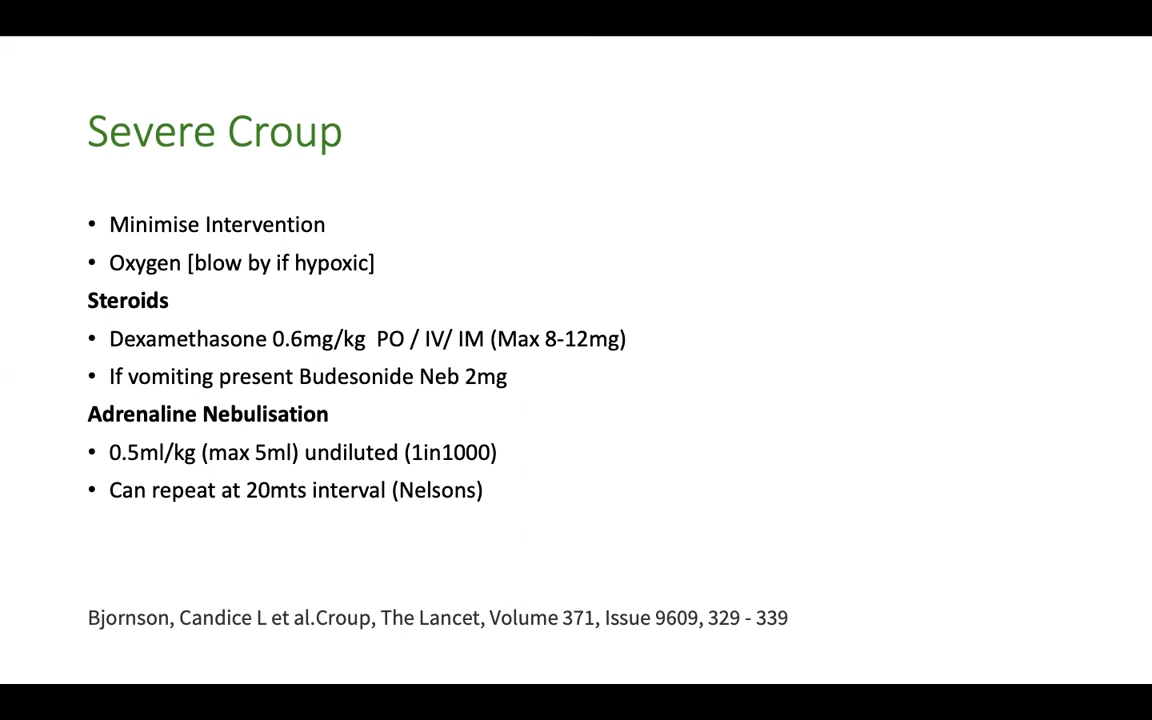 Severe Croup
• Minimise Intervention
• Oxygen [blow by if hypoxic]
Steroids
• Dexamethasone 0.6mg/kg  PO / IV/ IM (Max 8-12mg)
• If vomiting present Budesonide Neb 2mg
Adrenaline Nebulisation
• 0.5ml/kg (max 5ml) undiluted (1in1000)
• Can repeat at 20mts interval (Nelsons)
Bjornson, Candice L et al.Croup, The Lancet, Volume 371, Issue 9609, 329 - 339